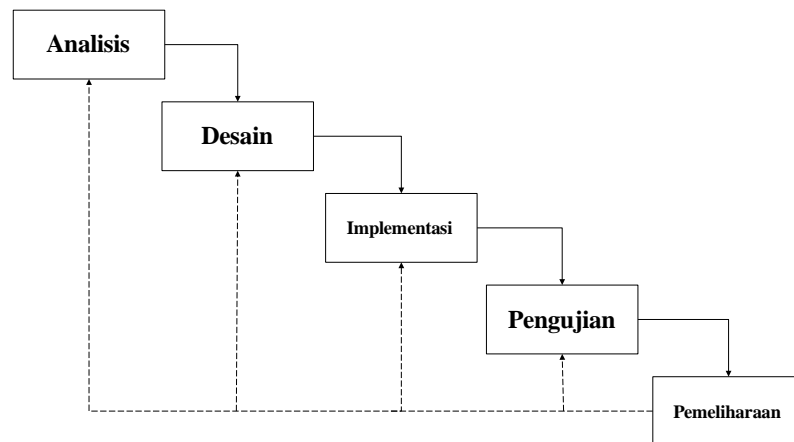 Analisis
Desain
Implementasi
Pengujian
Pemeliharaan